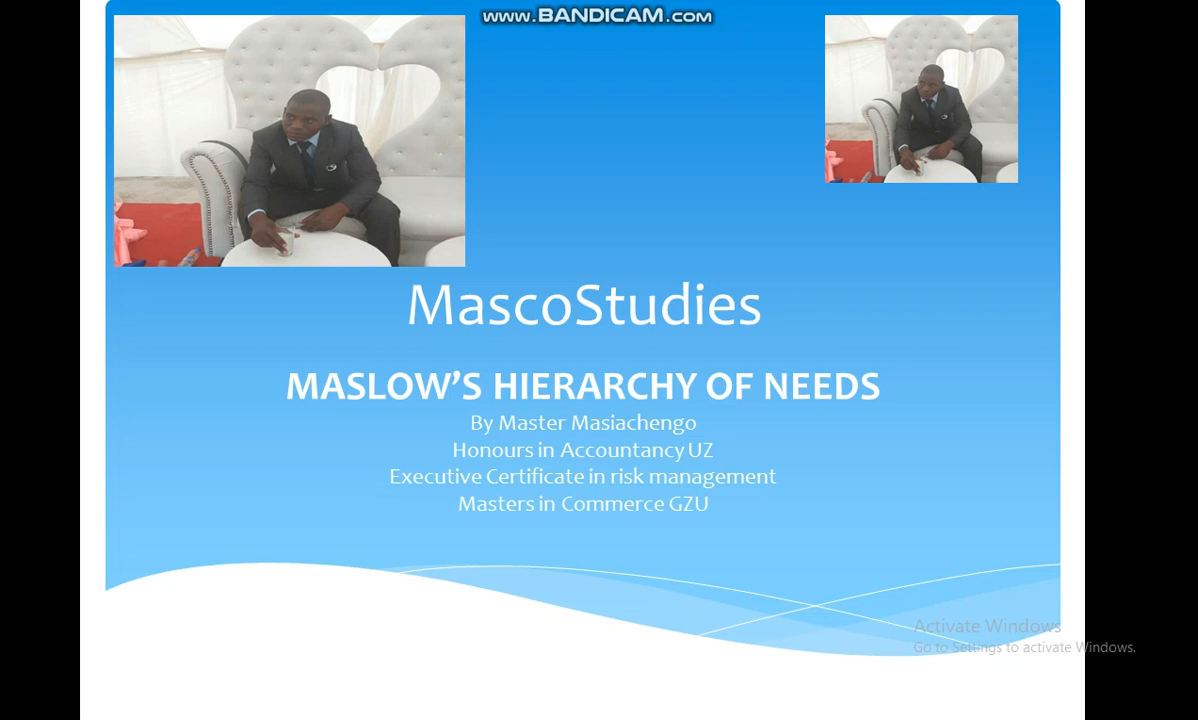 www.BANDICAM.com
MascoStudies
MASLOW’S HIERARCHY OF NEEDS
By Master Masiachengo
Honours in Accountancy UZ
Executive Certificate in risk management
Masters in Commerce GZU
Activate Windows
Go to Settings to activate Windows.